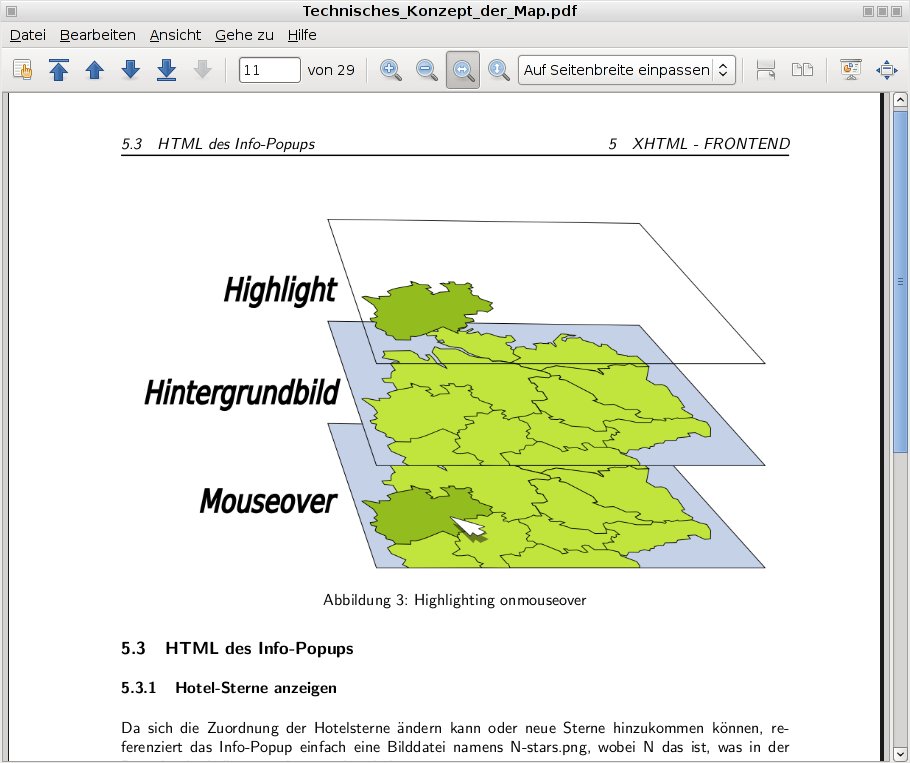 Technisches_Konzept_der_Map.pdf
Datei Bearbeiten Ansicht Gehe zu Hilfe
11 von 29 Auf Seitenbreite einpassen
5.3 HTML des Info-Popups 5 XHTML - FRONTEND
Highlight
Hintergrundbild
Mouseover
Abbildung 3: Highlighting onmouseover
5.3 HTML des Info-Popups
5.3.1 Hotel-Sterne anzeigen
Da sich die Zuordnung der Hotelsterne ändern kann oder neue Sterne hinzukommen können, re-
ferenziert das Info-Popup einfach eine Bilddatei namens N-stars.png, wobei N das ist, was in der